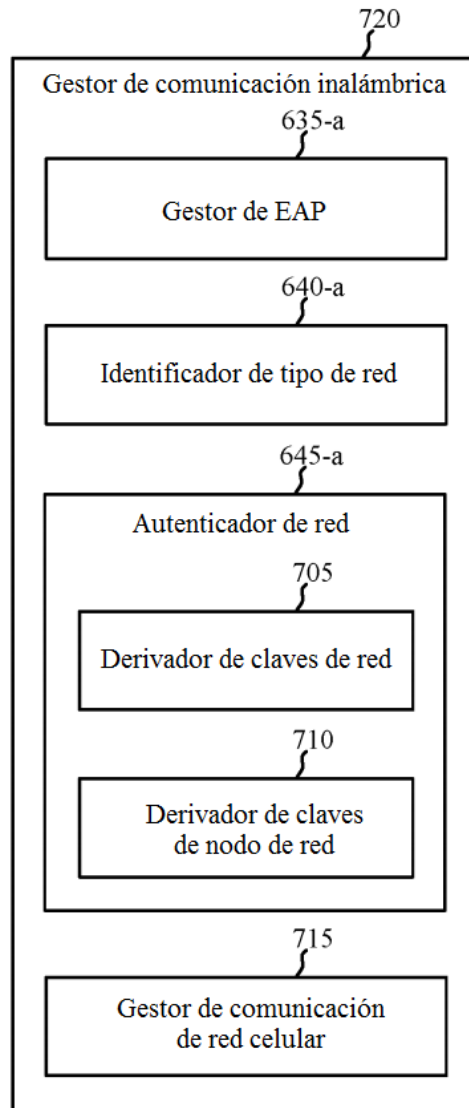 720
Gestor de comunicación inalámbrica
635-a
Gestor de EAP
640-a
Identificador de tipo de red
645-a
Autenticador de red
705
Derivador de claves de red
710
Derivador de claves
de nodo de red
715
Gestor de comunicación
de red celular